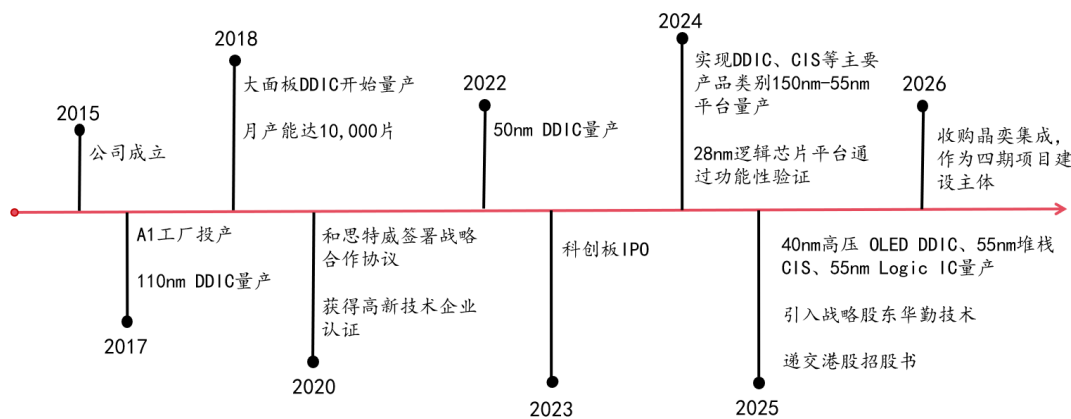 2015
公司成立
A1工厂投产
110nm DDIC量产
2017
2018
大面板DDIC开始量产
月产能达10,000片
和思特威签署战略
合作协议
获得高新技术企业
认证
2020
2022
50nm DDIC量产
科创板IPO
2023
2024
实现DDIC、CIS等主要
产品类别150nm-55nm
平台量产
28nm逻辑芯片平台通
过功能性验证
40nm高压 OLED DDIC、55nm堆栈
CIS、55nm Logic IC量产
引入战略股东华勤技术
递交港股招股书
2025
2026
收购晶奕集成，
作为四期项目建
设主体